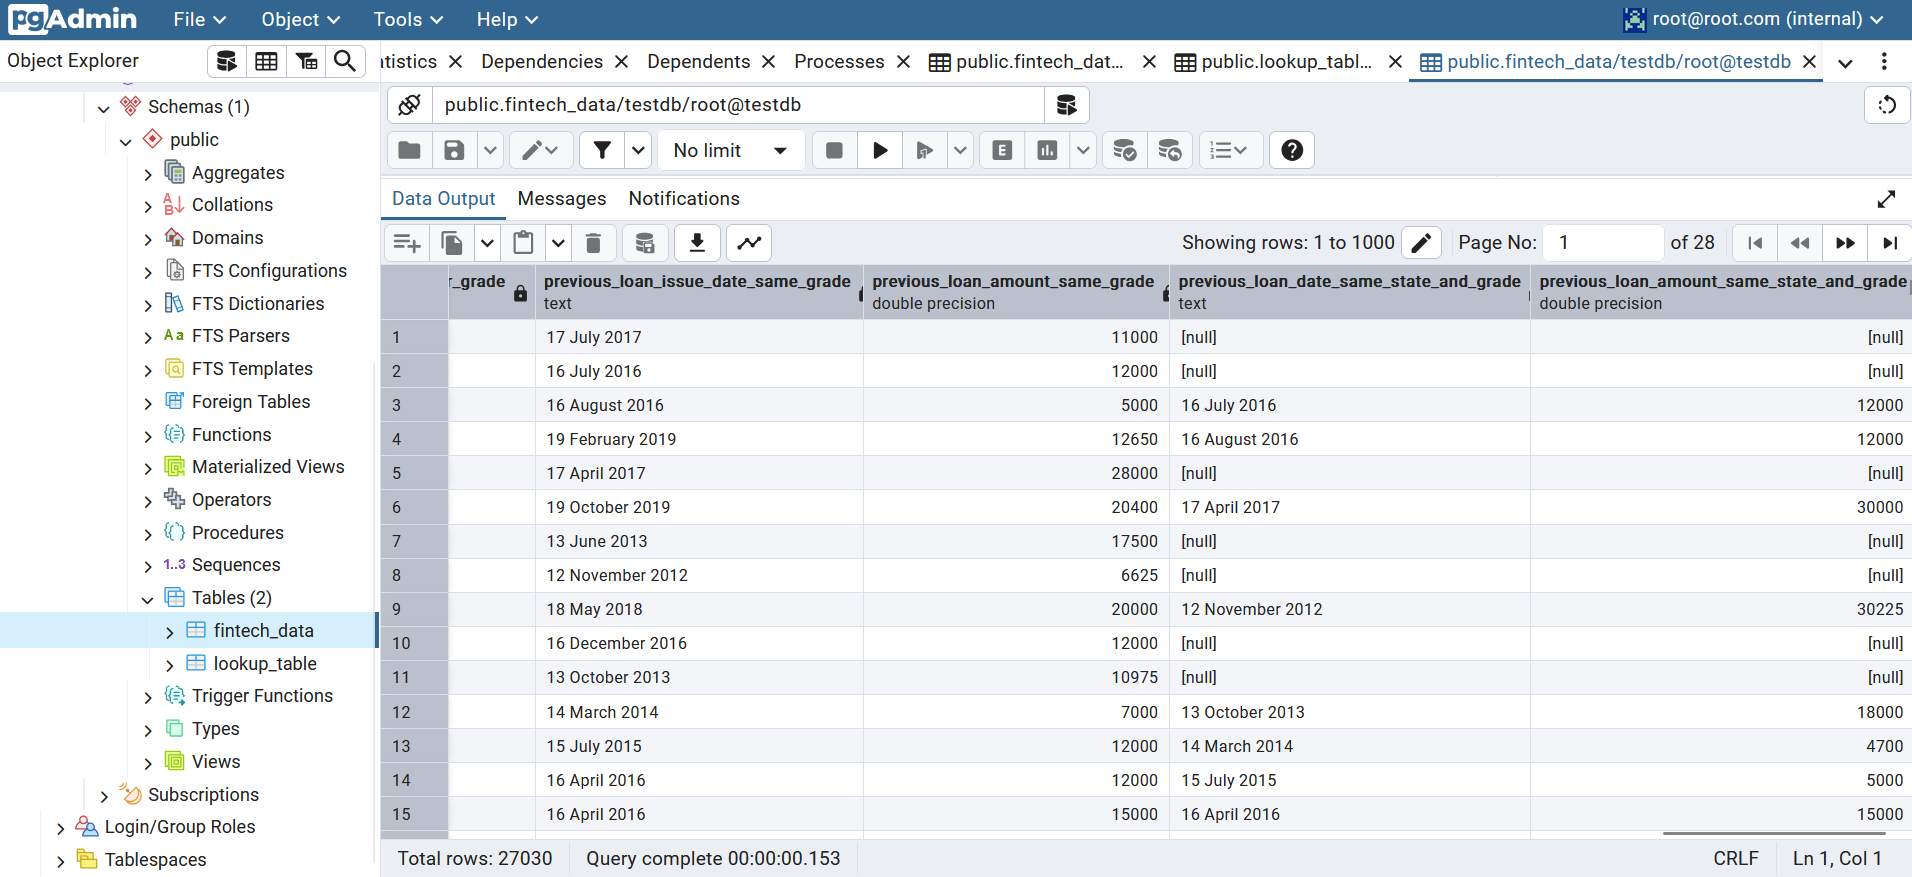 pgAdmin File Object Tools Help root@root.com (internal)
Object Explorer
atistics Dependencies Dependents Processes public.fintech_dat... public.lookup_tabl... public.fintech_data/testdb/root@testdb
Schemas (1)
public
Aggregates
Collations
Domains
FTS Configurations
FTS Dictionaries
Aa FTS Parsers
FTS Templates
Foreign Tables
Functions
Materialized Views
Operators
Procedures
1..3 Sequences
Tables (2)
fintech_data
lookup_table
Trigger Functions
Types
Views
Subscriptions
Login/Group Roles
Tablespaces
public.fintech_data/testdb/root@testdb
No limit E
Data Output Messages Notifications
Showing rows: 1 to 1000 Page No: 1 of 28
r_grade previous_loan_issue_date_same_grade previous_loan_amount_same_grade previous_loan_date_same_state_and_grade previous_loan_amount_same_state_and_grade
text double precision text double precision
1 17 July 2017 11000 [null] [null]
2 16 July 2016 12000 [null] [null]
3 16 August 2016 5000 16 July 2016 12000
4 19 February 2019 12650 16 August 2016 12000
5 17 April 2017 28000 [null] [null]
6 19 October 2019 20400 17 April 2017 30000
7 13 June 2013 17500 [null] [null]
8 12 November 2012 6625 [null] [null]
9 18 May 2018 20000 12 November 2012 30225
10 16 December 2016 12000 [null] [null]
11 13 October 2013 10975 [null] [null]
12 14 March 2014 7000 13 October 2013 18000
13 15 July 2015 12000 14 March 2014 4700
14 16 April 2016 12000 15 July 2015 5000
15 16 April 2016 15000 16 April 2016 15000
Total rows: 27030 Query complete 00:00:00.153 CRLF Ln 1, Col 1